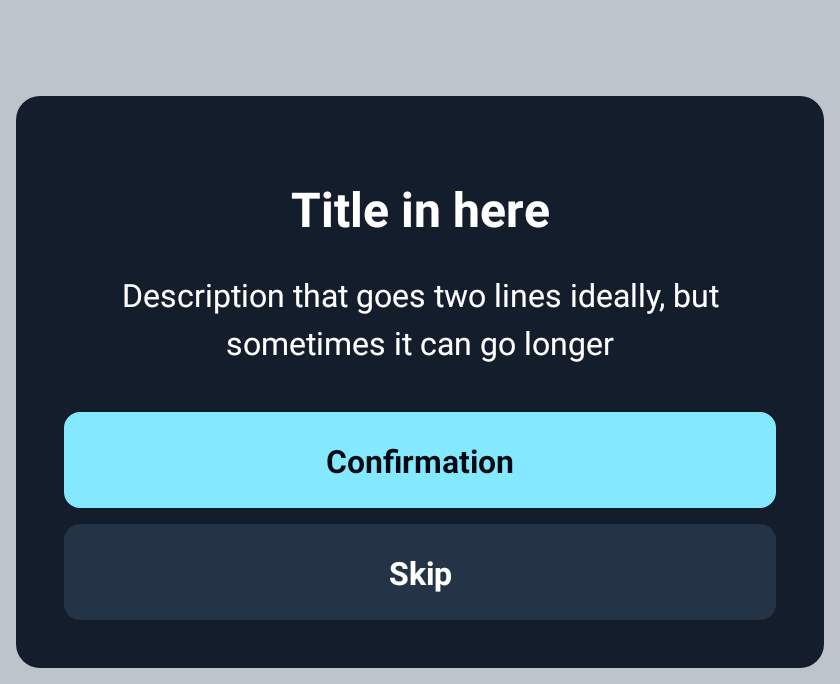 Title in here
Description that goes two lines ideally, but
sometimes it can go longer
Confirmation
Skip